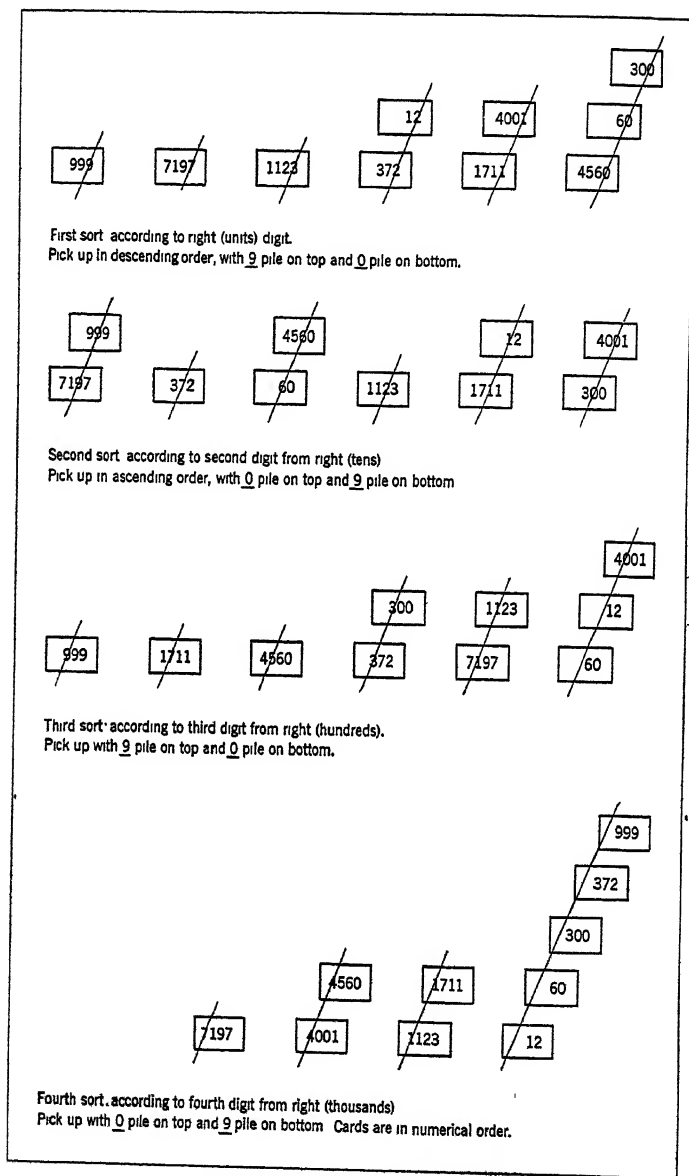 300
12 4001 60
999 7197 1123 372 1711 4560
First sort according to right (units) digit.
Pick up in descending order, with 9 pile on top and 0 pile on bottom.
999 4560 12 4001
7197 372 60 1123 1711 300
Second sort according to second digit from right (tens)
Pick up in ascending order, with 0 pile on top and 9 pile on bottom
4001
300 1123 12
999 1711 4560 372 7197 60
Third sort· according to third digit from right (hundreds).
Pick up with 9 pile on top and 0 pile on bottom.
999
372
300
4560 1711 60
7197 4001 1123 12
Fourth sort. according to fourth digit from right (thousands)
Pick up with 0 pile on top and 9 pile on bottom Cards are in numerical order.